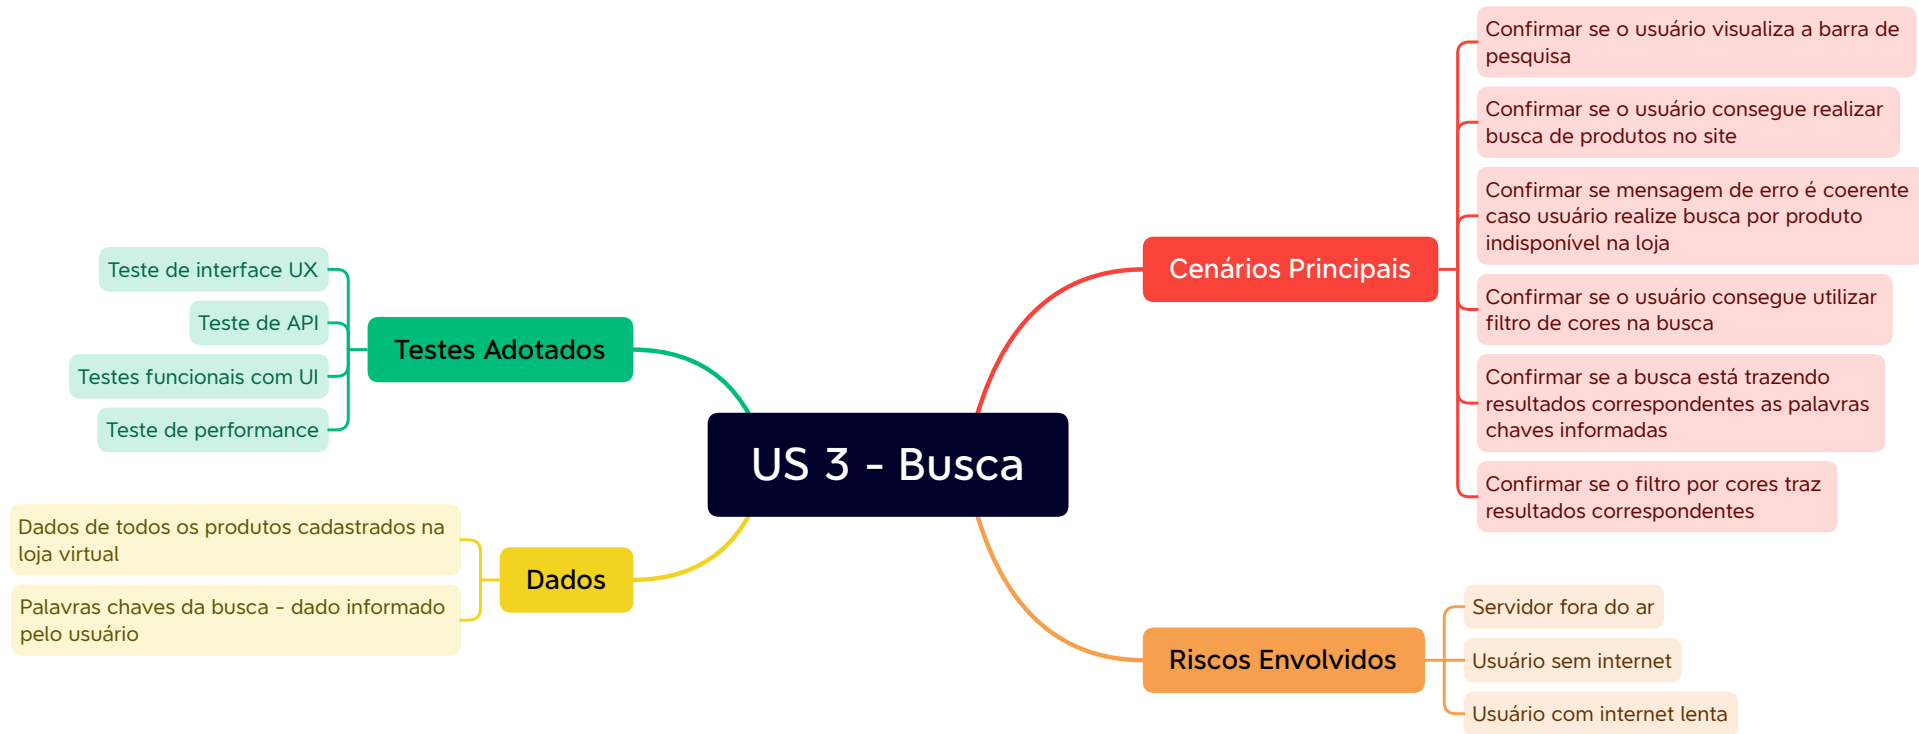 US 3 - Busca
Cenários Principais
Confirmar se o usuário visualiza a barra de
pesquisa
Confirmar se o usuário consegue realizar
busca de produtos no site
Confirmar se mensagem de erro é coerente
caso usuário realize busca por produto
indisponível na loja
Confirmar se o usuário consegue utilizar
filtro de cores na busca
Confirmar se a busca está trazendo
resultados correspondentes as palavras
chaves informadas
Confirmar se o filtro por cores traz
resultados correspondentes
Riscos Envolvidos
Servidor fora do ar
Usuário sem internet
Usuário com internet lenta
Testes Adotados
Teste de interface UX
Teste de API
Testes funcionais com UI
Teste de performance
Dados
Dados de todos os produtos cadastrados na
loja virtual
Palavras chaves da busca - dado informado
pelo usuário